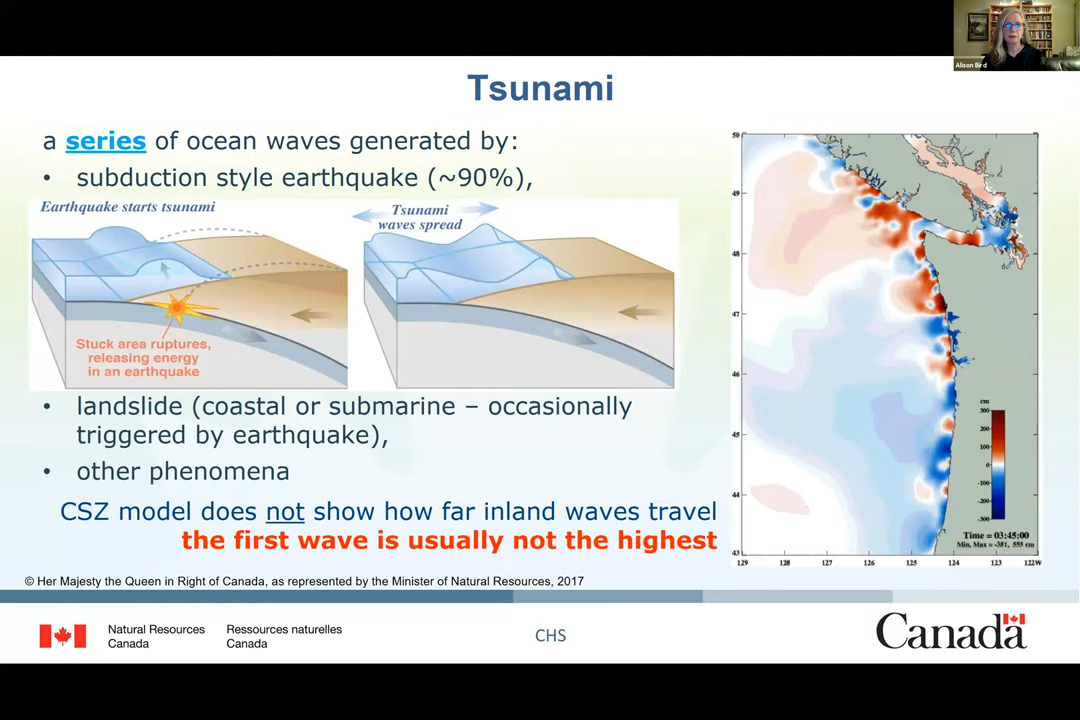 Alison Bird
Tsunami
a series of ocean waves generated by:
• subduction style earthquake (~90%),
Earthquake starts tsunami
Stuck area ruptures,
releasing energy
in an earthquake
Tsunami
waves spread
• landslide (coastal or submarine – occasionally
triggered by earthquake),
• other phenomena
CSZ model does not show how far inland waves travel
the first wave is usually not the highest
50
49
48
47
46
45
44
43
129
128
127
126
125
124
123
122W
cm
300
200
100
0
-100
-200
-300
Time = 03:45:00
Min, Max = -381, 555 cm
© Her Majesty the Queen in Right of Canada, as represented by the Minister of Natural Resources, 2017
Natural Resources
Canada
Ressources naturelles
Canada
CHS
Canada